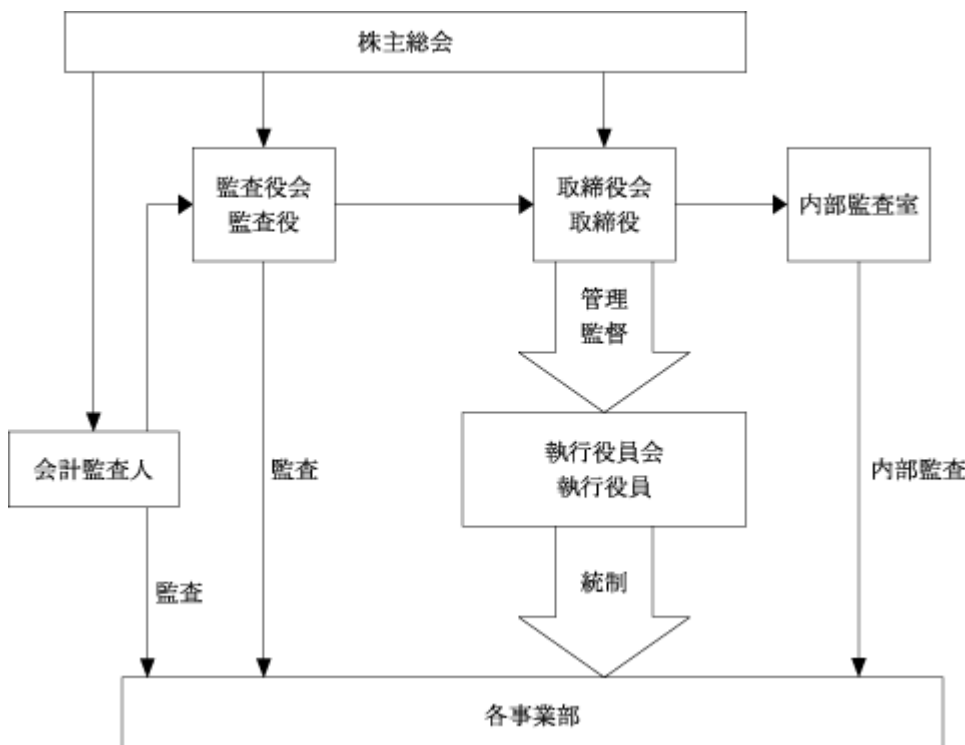 株主総会
監査役会
監査役
取締役会
取締役
内部監査室
管理
監督
会計監査人
監査
執行役員会
執行役員
内部監査
監査
統制
各事業部